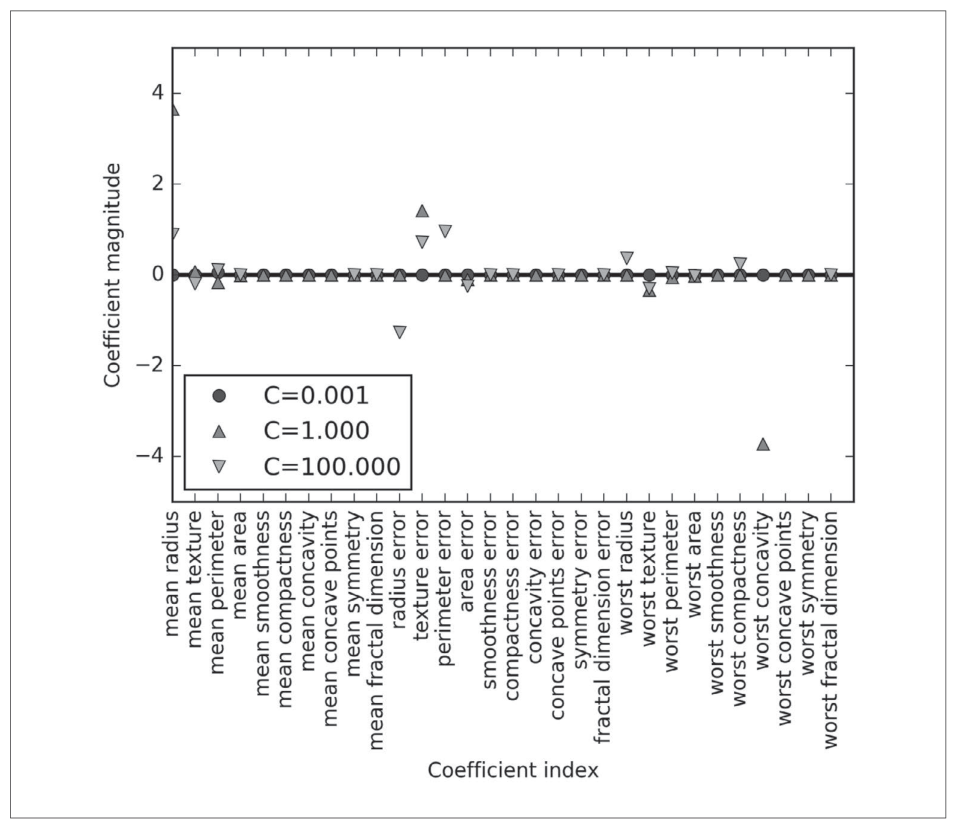 4
2
0
−2
−4
Coefficient magnitude
C=0.001
C=1.000
C=100.000
mean radius
mean texture
mean perimeter
mean area
mean smoothness
mean compactness
mean concavity
mean concave points
mean symmetry
mean fractal dimension
radius error
texture error
perimeter error
area error
smoothness error
compactness error
concavity error
concave points error
symmetry error
fractal dimension error
worst radius
worst texture
worst perimeter
worst area
worst smoothness
worst compactness
worst concavity
worst concave points
worst symmetry
worst fractal dimension
Coefficient index